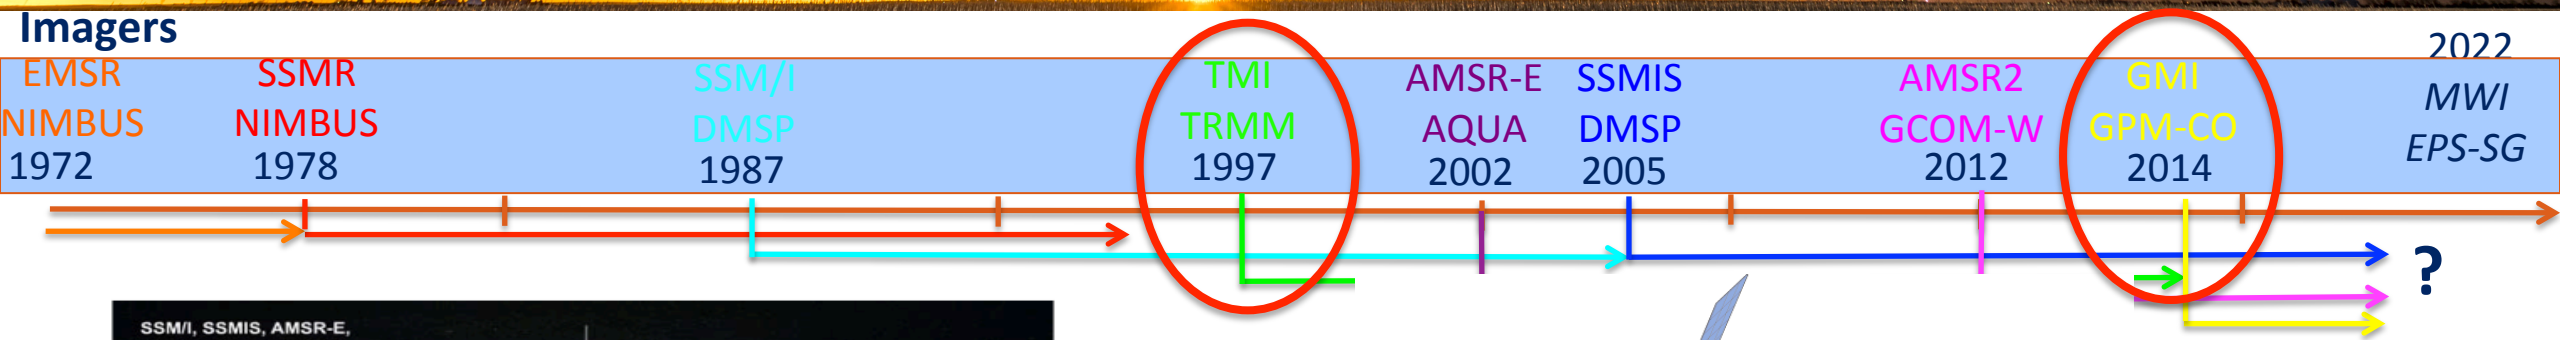 Imagers
EMSR
NIMBUS
1972
SSMR
NIMBUS
1978
SSM/I
DMSP
1987
TMI
TRMM
1997
AMSR-E
AQUA
2002
SSMIS
DMSP
2005
AMSR2
GCOM-W
2012
GMI
GPM-CO
2014
2022
MWI
EPS-SG
?
SSM/I, SSMIS, AMSR-E,